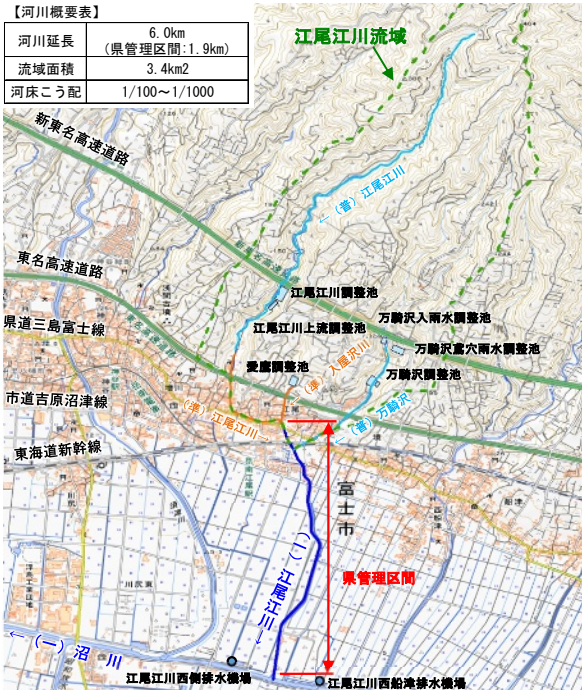 【河川概要表】
河川延長 6.0km
(県管理区間:1.9km)
流域面積 3.4km2
河床こう配 1/100～1/1000
江尾江川流域
新東名高速道路
←（普）江尾江川
東名高速道路
江尾江川調整池
県道三島富士線
江尾江川上流調整池
万騎沢入雨水調整池
万騎沢鳶穴雨水調整池
愛鷹調整池
（準）入屋沢川
万騎沢調整池
市道吉原沼津線
（準）江尾江川→
←（普）万騎沢
東海道新幹線
富士市
（一）江尾江川→
県管理区間
←（一）沼川
江尾江川西側排水機場
江尾江川西船津排水機場